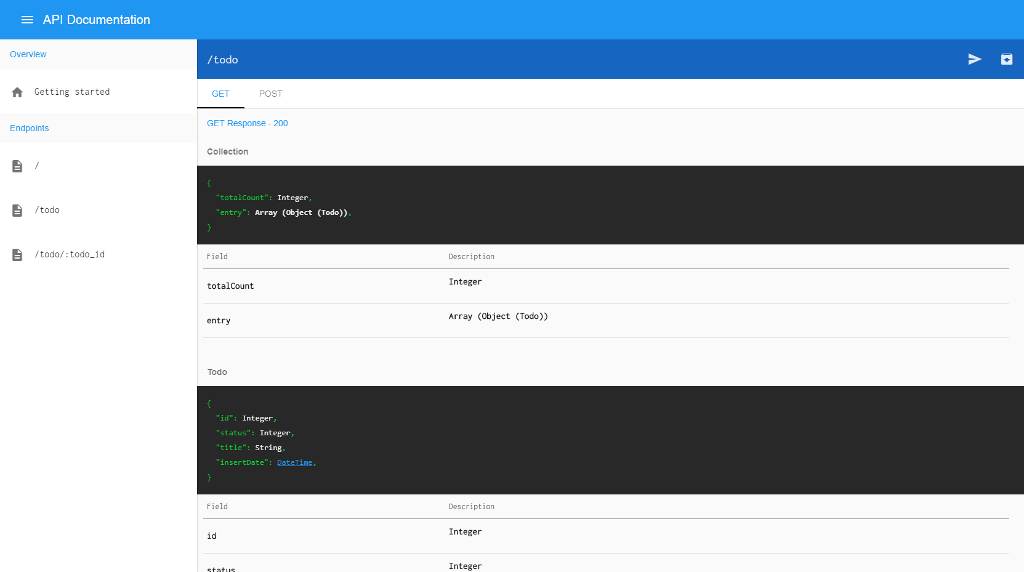 API Documentation
Overview
Getting started
Endpoints
/
/todo
/todo/:todo_id
/todo
GET POST
GET Response - 200
Collection
{
"totalCount": Integer,
"entry": Array (Object (Todo)),
}
Field Description
totalCount Integer
entry Array (Object (Todo))
Todo
{
"id": Integer,
"status": Integer,
"title": String,
"insertDate": DateTime,
}
Field Description
id Integer
status Integer